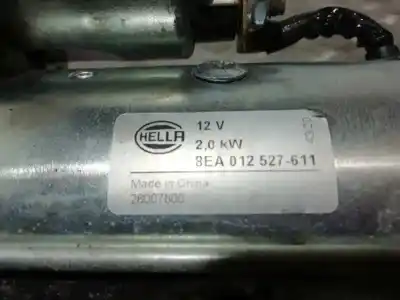 HELLA
12 V
2,0 kW
8EA 012 527-611
Made in China